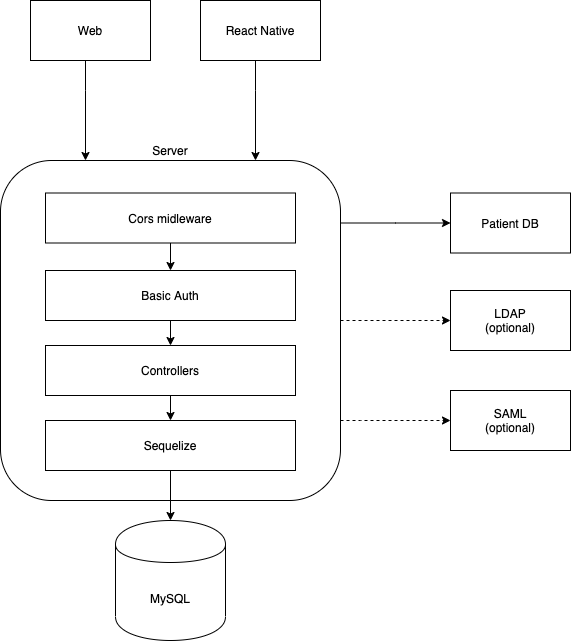 Web
React Native
Server
Cors midleware
Patient DB
Basic Auth
LDAP
(optional)
Controllers
SAML
(optional)
Sequelize
MySQL